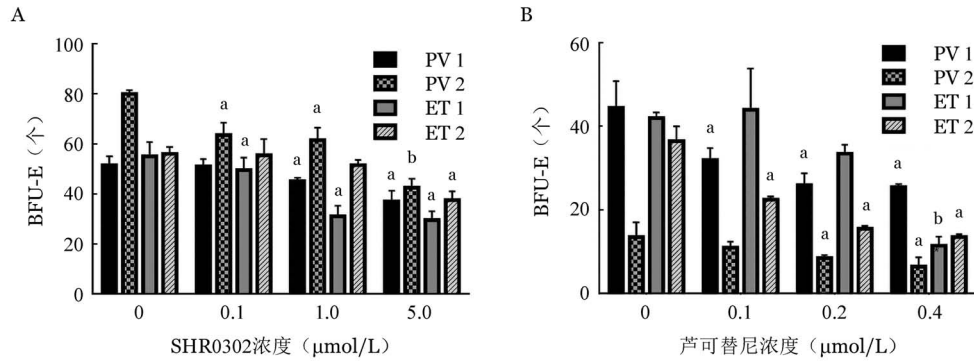 A
100
80
60
40
20
0
BFU-E（个）
PV 1
PV 2
ET 1
ET 2
a
a
a
a
a
a
b
a
a
0
0.1
1.0
5.0
SHR0302浓度（μmol/L）
B
60
40
20
0
BFU-E（个）
PV 1
PV 2
ET 1
ET 2
a
a
a
a
a
a
a
b
a
0
0.1
0.2
0.4
芦可替尼浓度（μmol/L）